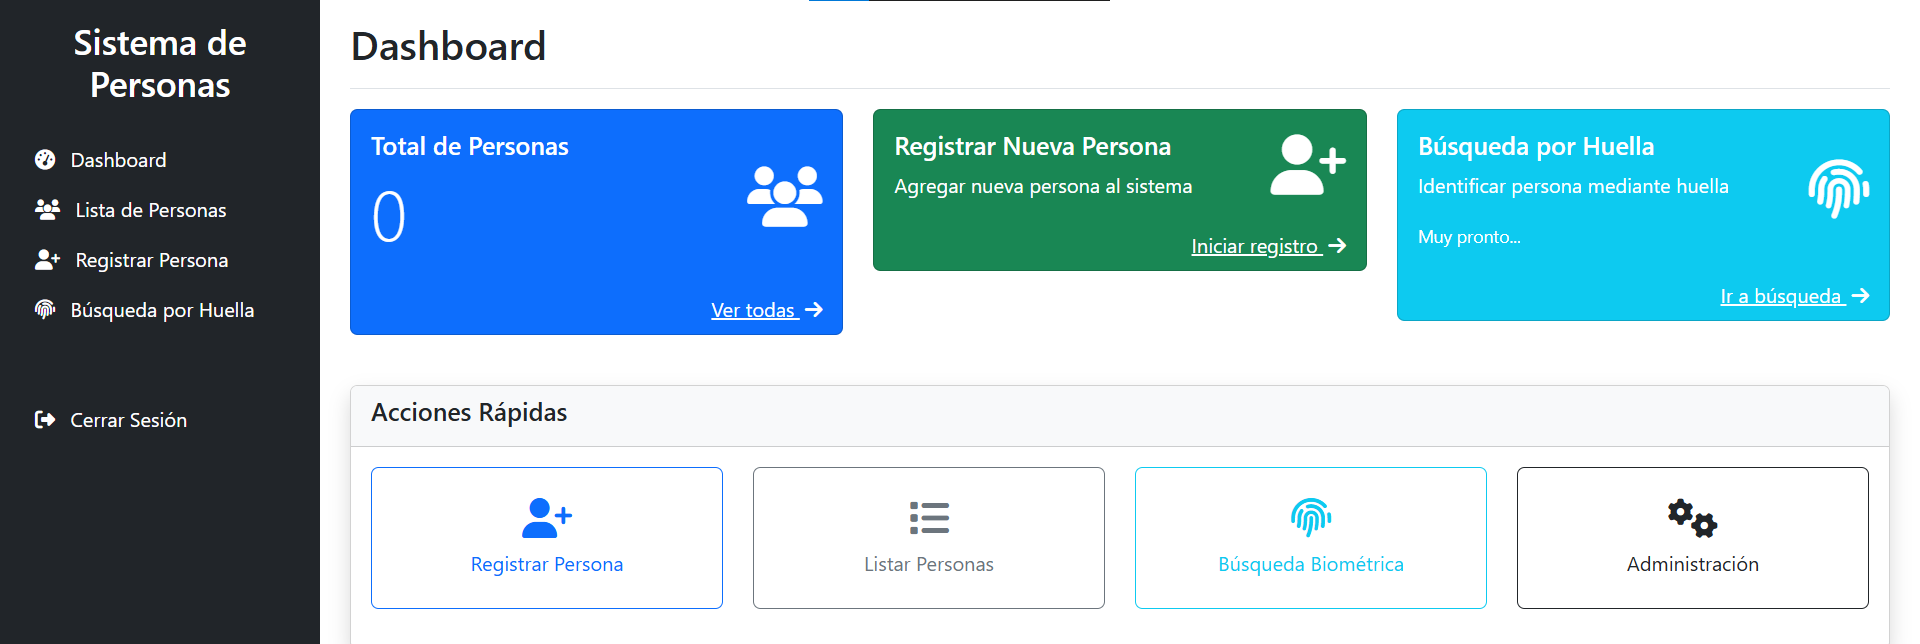 Sistema de
Personas
Dashboard
Lista de Personas
Registrar Persona
Búsqueda por Huella
Cerrar Sesión
Dashboard
Total de Personas
0
Ver todas
Registrar Nueva Persona
Agregar nueva persona al sistema
Iniciar registro
Búsqueda por Huella
Identificar persona mediante huella
Muy pronto...
Ir a búsqueda
Acciones Rápidas
Registrar Persona
Listar Personas
Búsqueda Biométrica
Administración